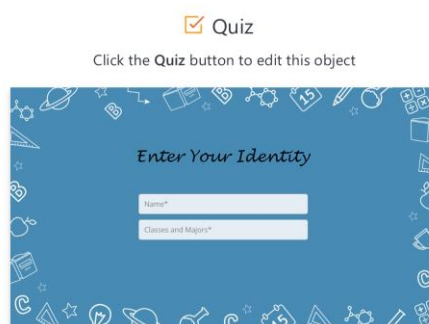 Quiz
Click the Quiz button to edit this object
Enter Your Identity
Name*
Classes and Majors*